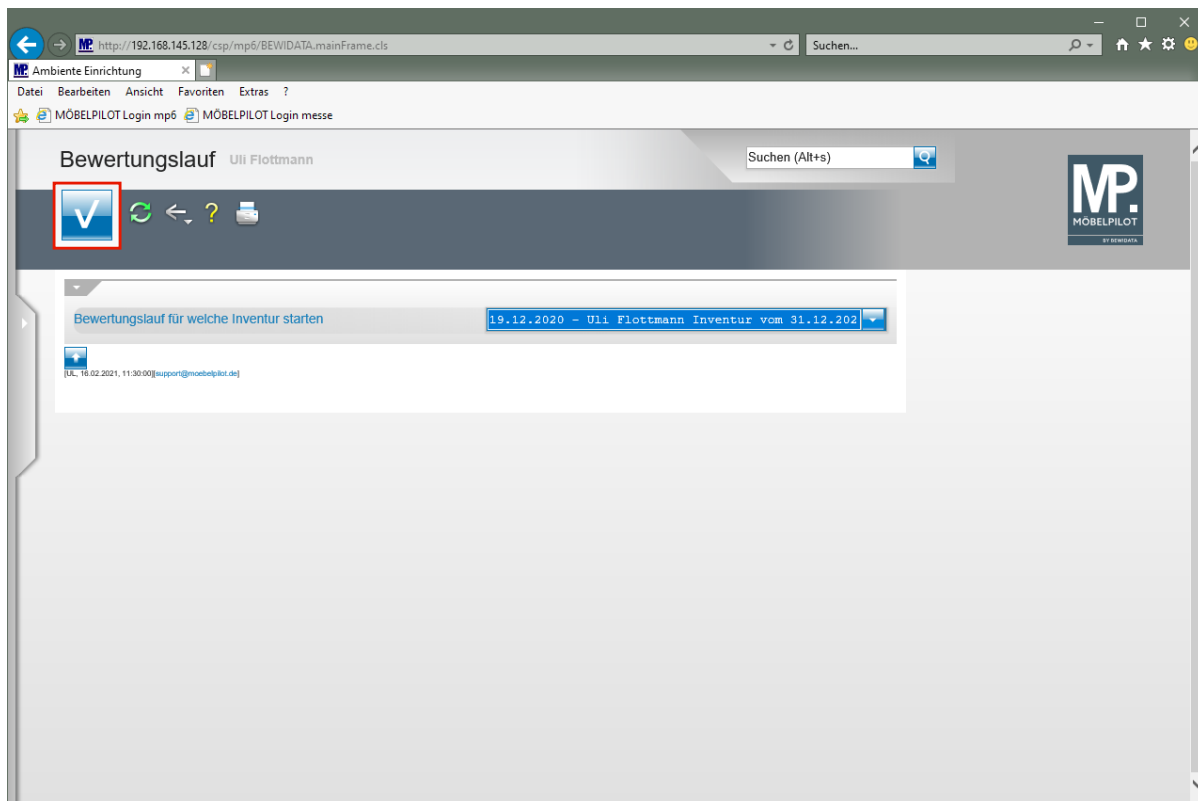 http://192.168.145.128/csp/mp6/BEWIDATA.mainFrame.cls
Suchen...
MP. Ambiente Einrichtung
Datei Bearbeiten Ansicht Favoriten Extras ?
MÖBELPILOT Login mp6 MÖBELPILOT Login messe
Bewertungslauf Uli Flottmann
Suchen (Alt+s)
MP.
MÖBELPILOT
BY BEWIDATA
Bewertungslauf für welche Inventur starten
19.12.2020 - Uli Flottmann Inventur vom 31.12.202
[UL, 16.02.2021, 11:30:00][support@moebelpilot.de]